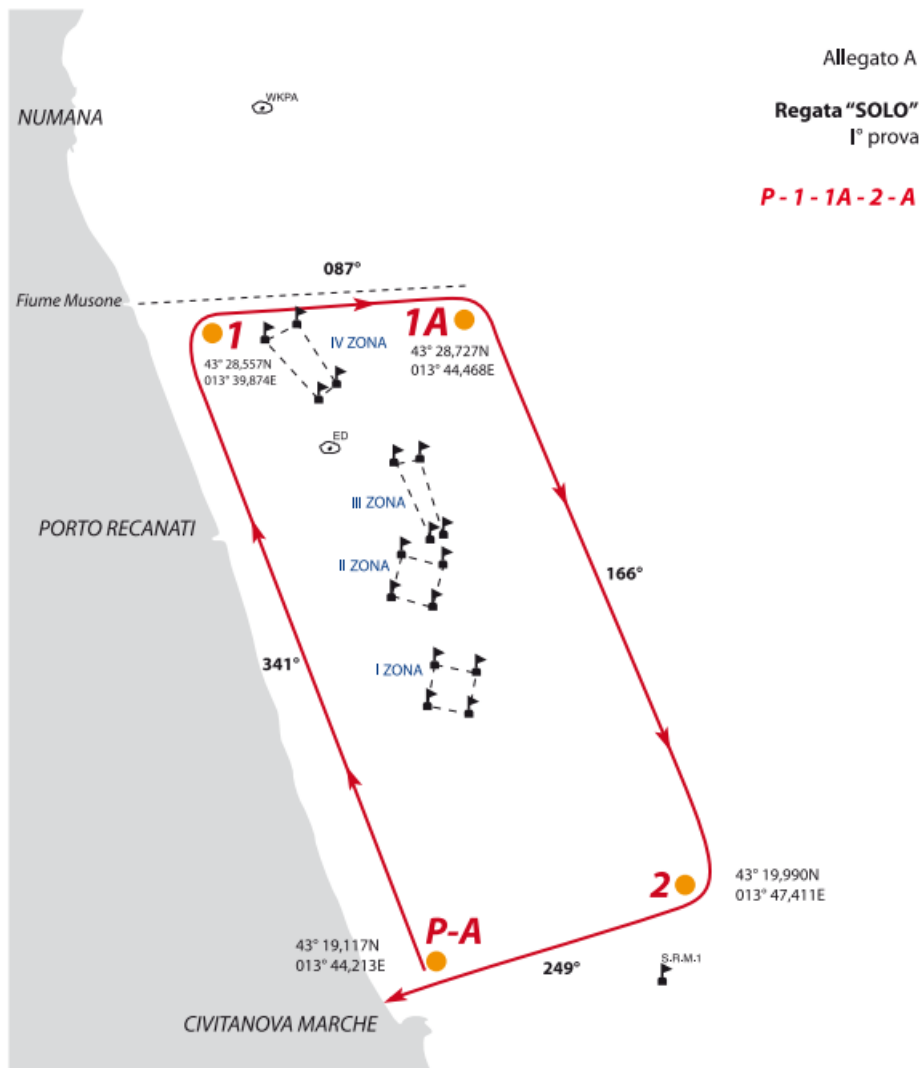 Allegato A
WKPA
NUMANA
Regata “SOLO”
I° prova
P - 1 - 1A - 2 - A
087°
Fiume Musone
1
1A
IV ZONA
43° 28,557N
013° 39,874E
43° 28,727N
013° 44,468E
ED
III ZONA
PORTO RECANATI
II ZONA
166°
341°
I ZONA
2
43° 19,990N
013° 47,411E
P-A
43° 19,117N
013° 44,213E
249°
S.R.M.1
CIVITANOVA MARCHE